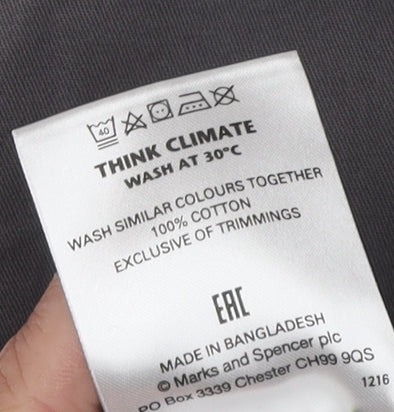 40
THINK CLIMATE
WASH AT 30°C
WASH SIMILAR COLOURS TOGETHER
100% COTTON
EXCLUSIVE OF TRIMMINGS
EAC
MADE IN BANGLADESH
© Marks and Spencer plc
PO Box 3339 Chester CH99 9QS
1216